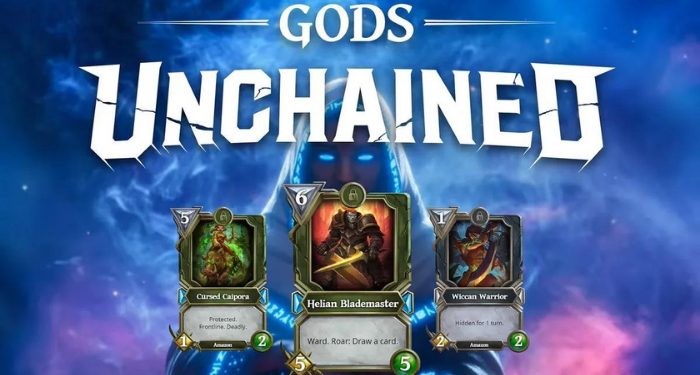 GODS
UNCHAINED
5
Cursed Caipora
Protected.
Frontline. Deadly.
1
Amazon
2
6
Helian Blademaster
Ward. Roar: Draw a card.
5
5
1
Wiccan Warrior
Hidden for 1 turn.
2
Amazon
2